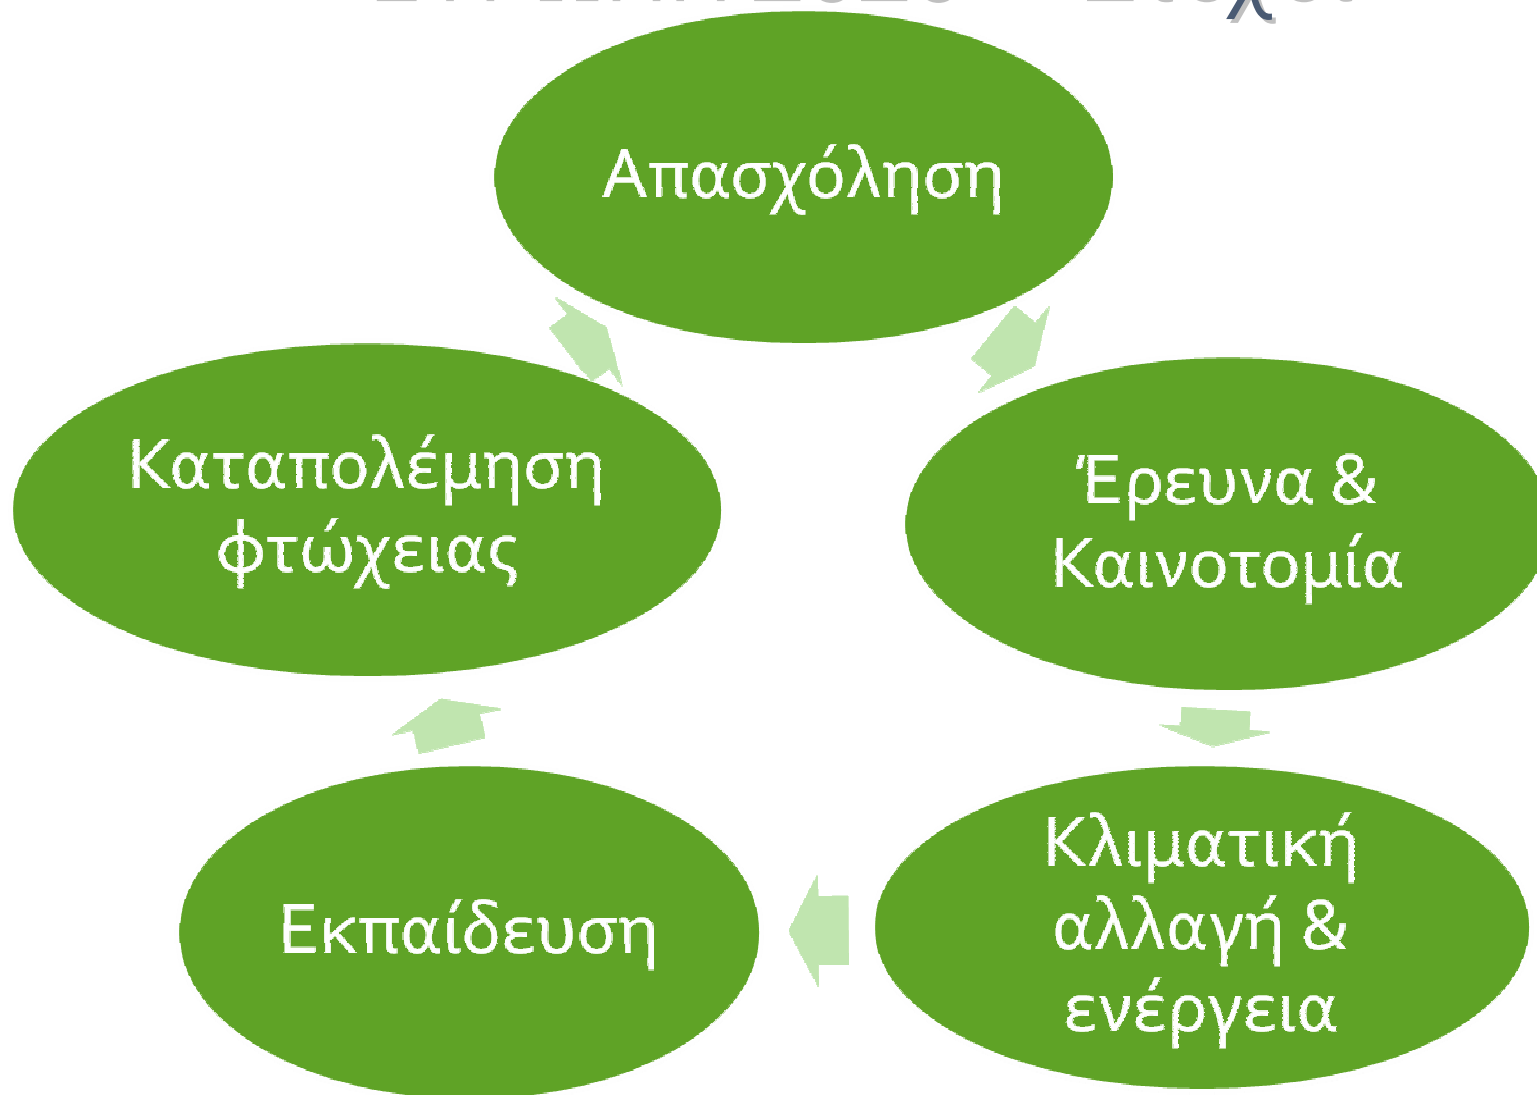 Απασχόληση
Έρευνα &
Καινοτομία
Κλιματική
αλλαγή &
ενέργεια
Εκπαίδευση
Καταπολέμηση
φτώχειας